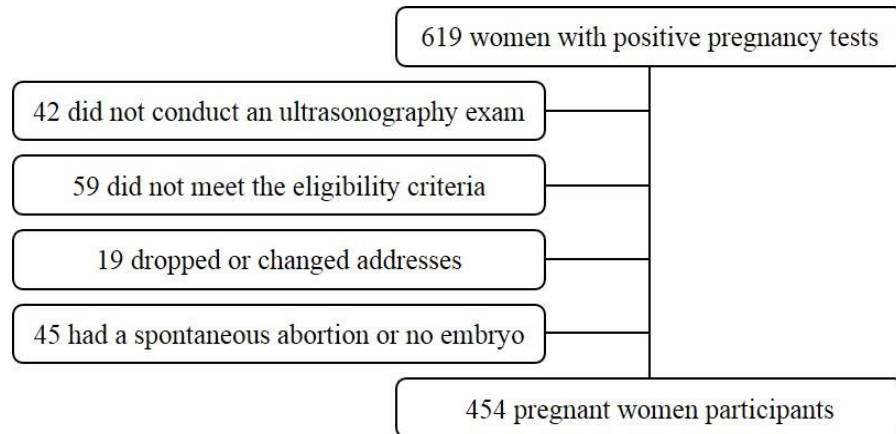 619 women with positive pregnancy tests
42 did not conduct an ultrasonography exam
59 did not meet the eligibility criteria
19 dropped or changed addresses
45 had a spontaneous abortion or no embryo
454 pregnant women participants